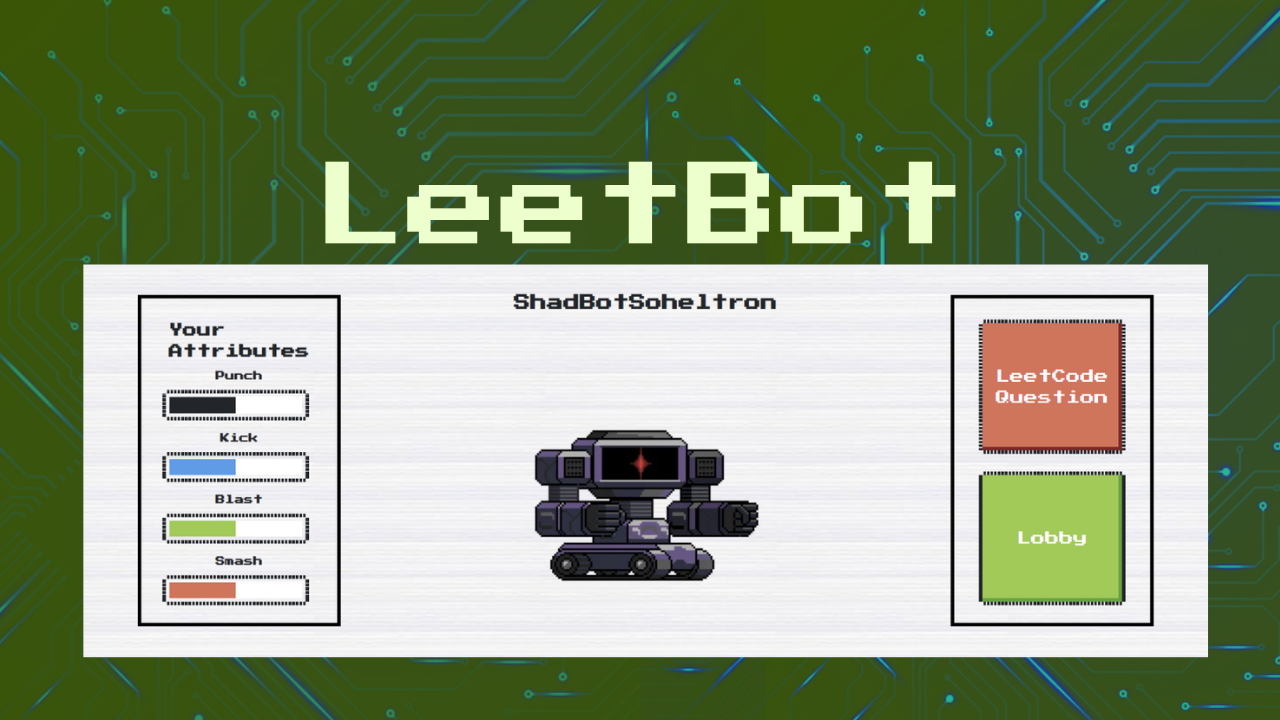 LeetBot
ShadBotSoheltron
Your
Attributes
Punch
Kick
Blast
Smash
LeetCode
Question
Lobby